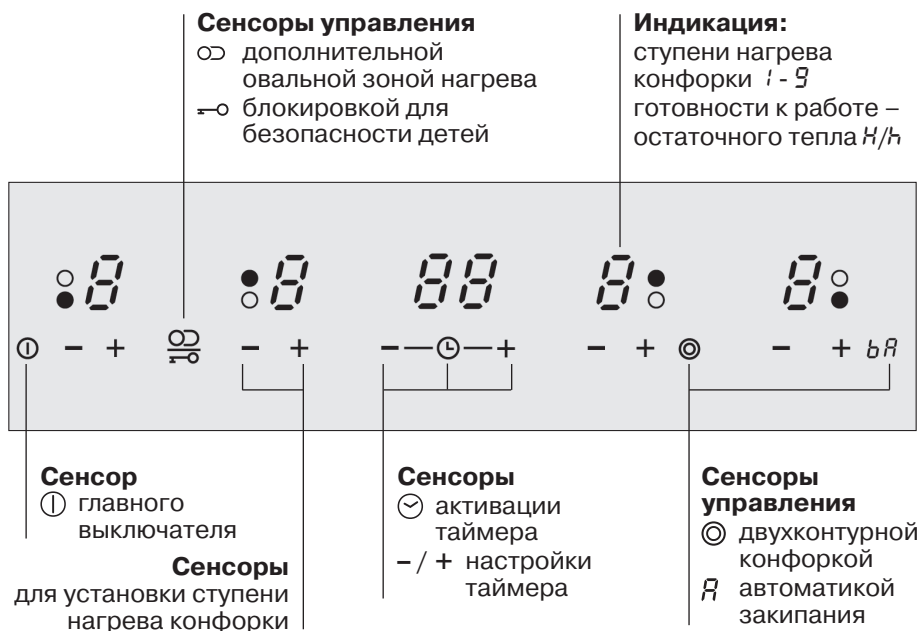 Сенсоры управления
дополнительной
овальной зоной нагрева
блокировкой для
безопасности детей
Индикация:
ступени нагрева
конфорки 1 - 9
готовности к работе –
остаточного тепла H/h
8 8 88 8 8
− + − + − + − + − + bA
Сенсор
главного
выключателя
Сенсоры
для установки ступени
нагрева конфорки
Сенсоры
активации
таймера
− / + настройки
таймера
Сенсоры
управления
двухконтурной
конфоркой
A автоматикой
закипания